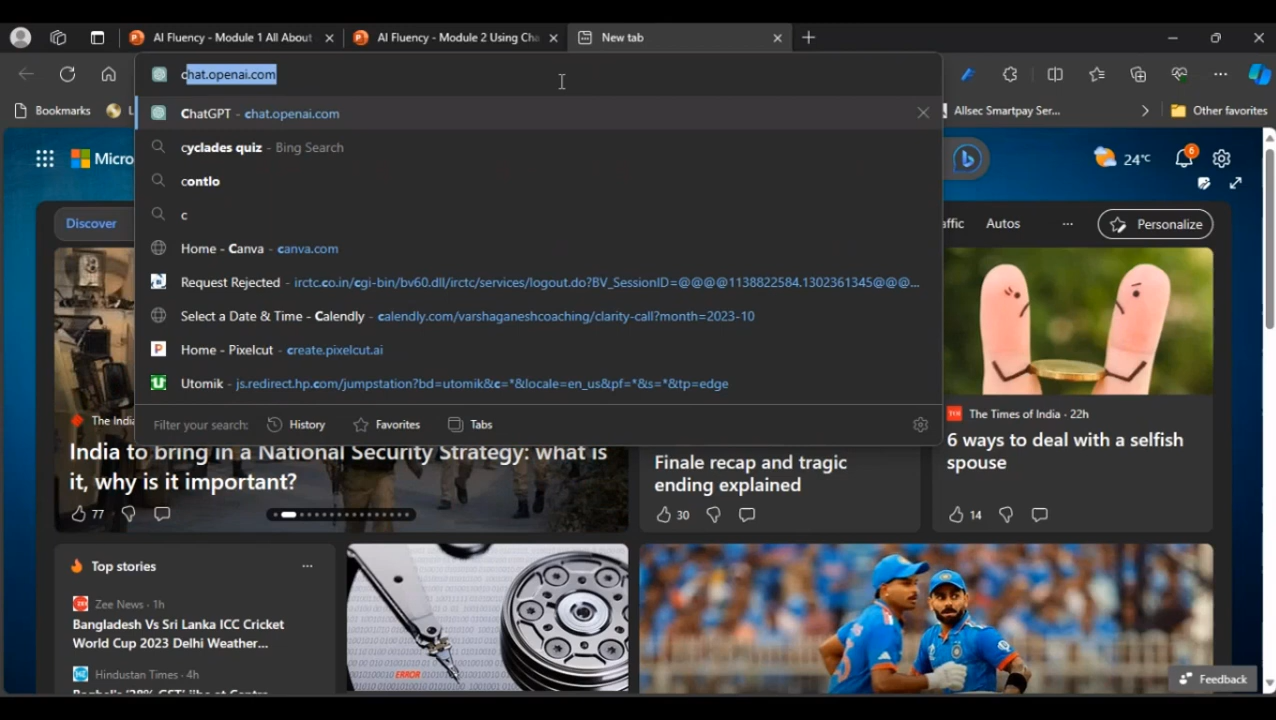 AI Fluency - Module 1 All About
AI Fluency - Module 2 Using Cha
New tab
chat.openai.com
Bookmarks
Allsec Smartpay Ser...
Other favorites
ChatGPT - chat.openai.com
cyclades quiz - Bing Search
contlo
c
Home - Canva - canva.com
Request Rejected - irctc.co.in/cgi-bin/bv60.dll/irctc/services/logout.do?BV_SessionID=@@@@1138822584.1302361345@@@...
Select a Date & Time - Calendly - calendly.com/varshaganeshcoaching/clarity-call?month=2023-10
Home - Pixelcut - create.pixelcut.ai
Utomik - js.redirect.hp.com/jumpstation?bd=utomik&c=*&locale=en_us&pf=*&s=*&tp=edge
Filter your search: History Favorites Tabs
Micro
24°C
6
Discover
affic
Autos
Personalize
The India
India to bring in a National Security Strategy: what is
it, why is it important?
77
Finale recap and tragic
ending explained
30
The Times of India · 22h
6 ways to deal with a selfish
spouse
14
Top stories
Zee News · 1h
Bangladesh Vs Sri Lanka ICC Cricket
World Cup 2023 Delhi Weather...
Hindustan Times · 4h
ERROR
Feedback